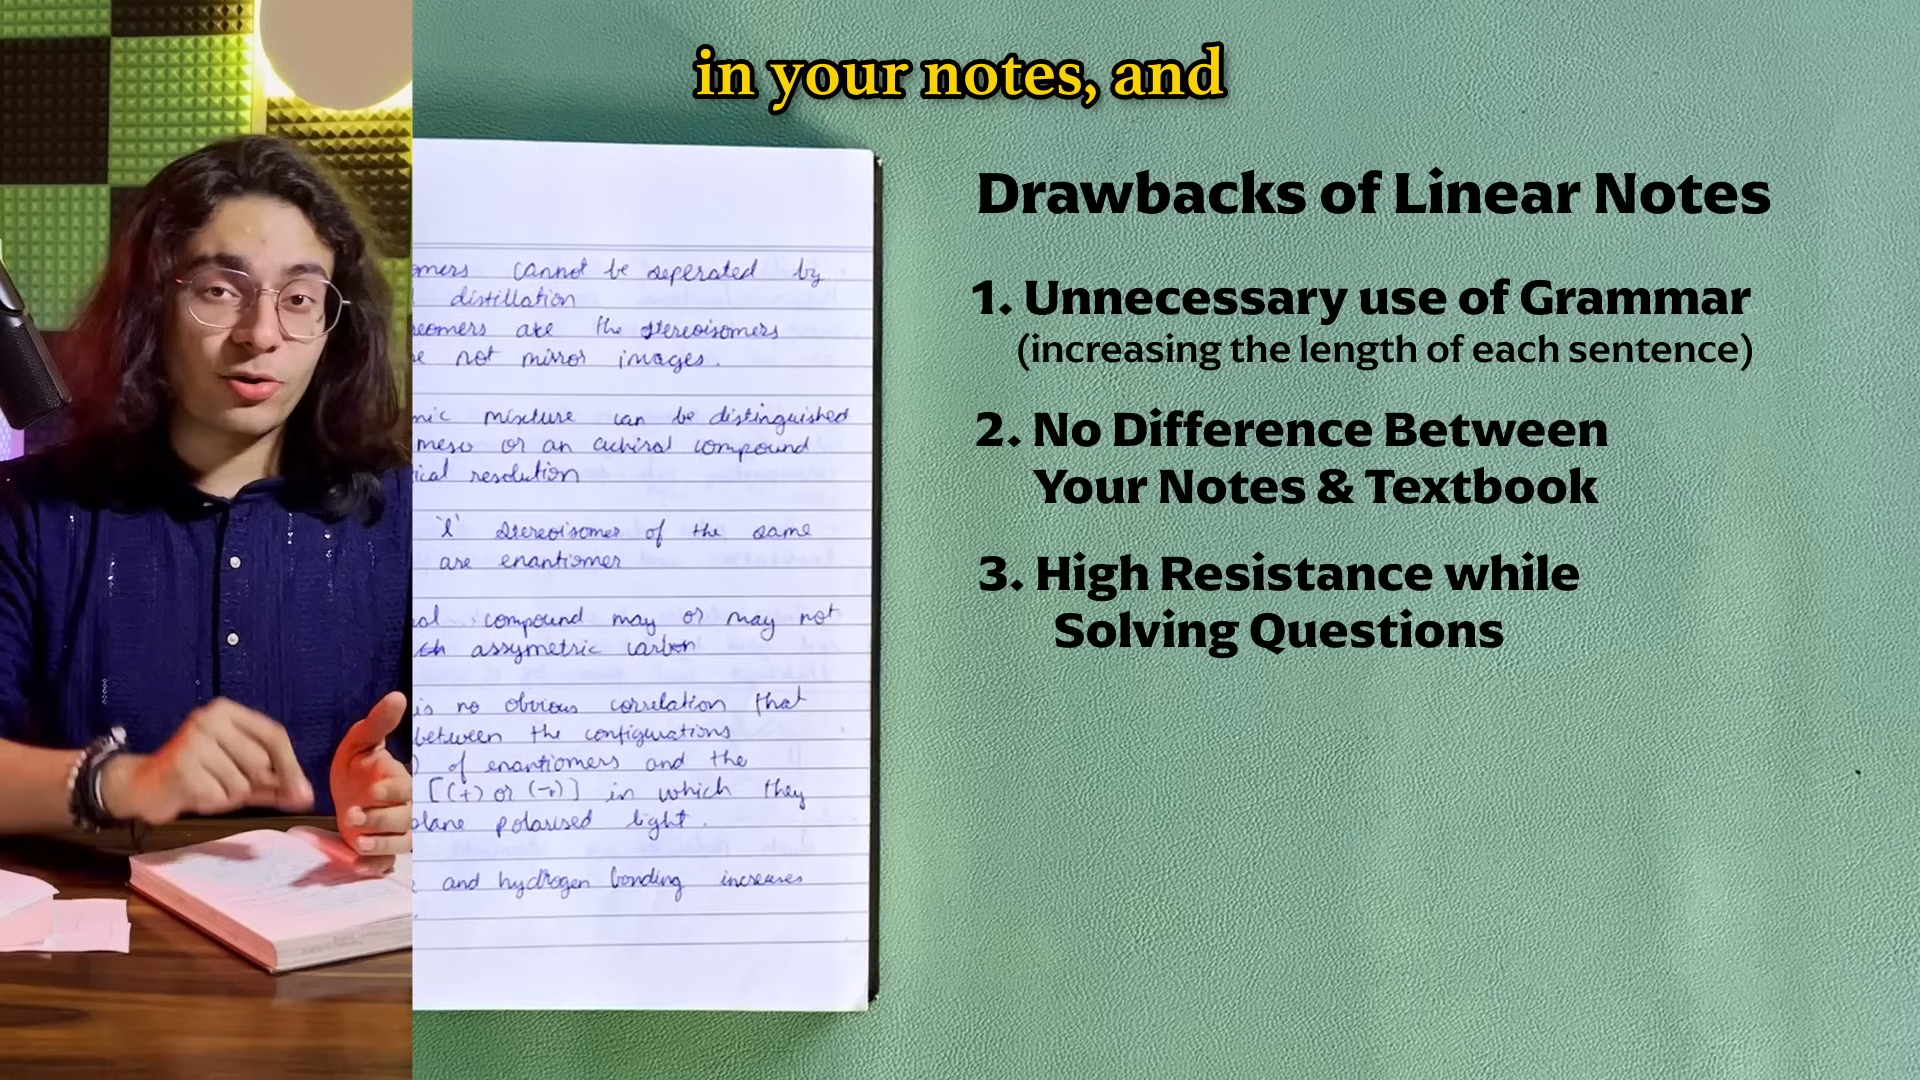 in your notes, and
cannot be seperated by
distillation
are the stereoisomers
not mirror images.
mixture can be distinguished
meso or an achiral compound
resolution
'l' stereoisomer of the same
are enantiomer
compound may or may not
assymetric carbon
is no obvious correlation that
between the configurations
of enantiomers and the
in which they
plane polarised light.
and hydrogen bonding increases
Drawbacks of Linear Notes
1. Unnecessary use of Grammar
(increasing the length of each sentence)
2. No Difference Between
Your Notes & Textbook
3. High Resistance while
Solving Questions